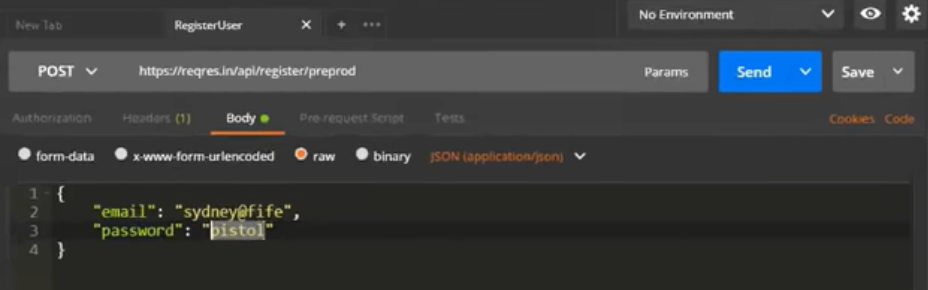 New Tab RegisterUser × + ••• No Environment
POST https://reqres.in/api/register/preprod Params Send Save
Authorization Headers (1) Body Pre-request Script Tests Cookies Code
form-data x-www-form-urlencoded raw binary JSON (application/json)
1 {
2 "email": "sydney@fife",
3 "password": "pistol"
4 }